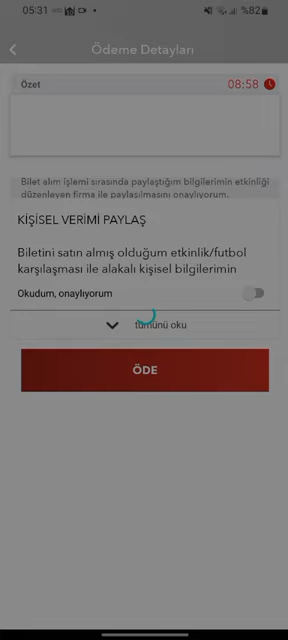 05:31
%82
Ödeme Detayları
Özet
08:58
Bilet alım işlemi sırasında paylaştığım bilgilerimin etkinliği
düzenleyen firma ile paylaşılmasını onaylıyorum.
KİŞİSEL VERİMİ PAYLAŞ
Biletini satın almış olduğum etkinlik/futbol
karşılaşması ile alakalı kişisel bilgilerimin
Okudum, onaylıyorum
tümünü oku
ÖDE